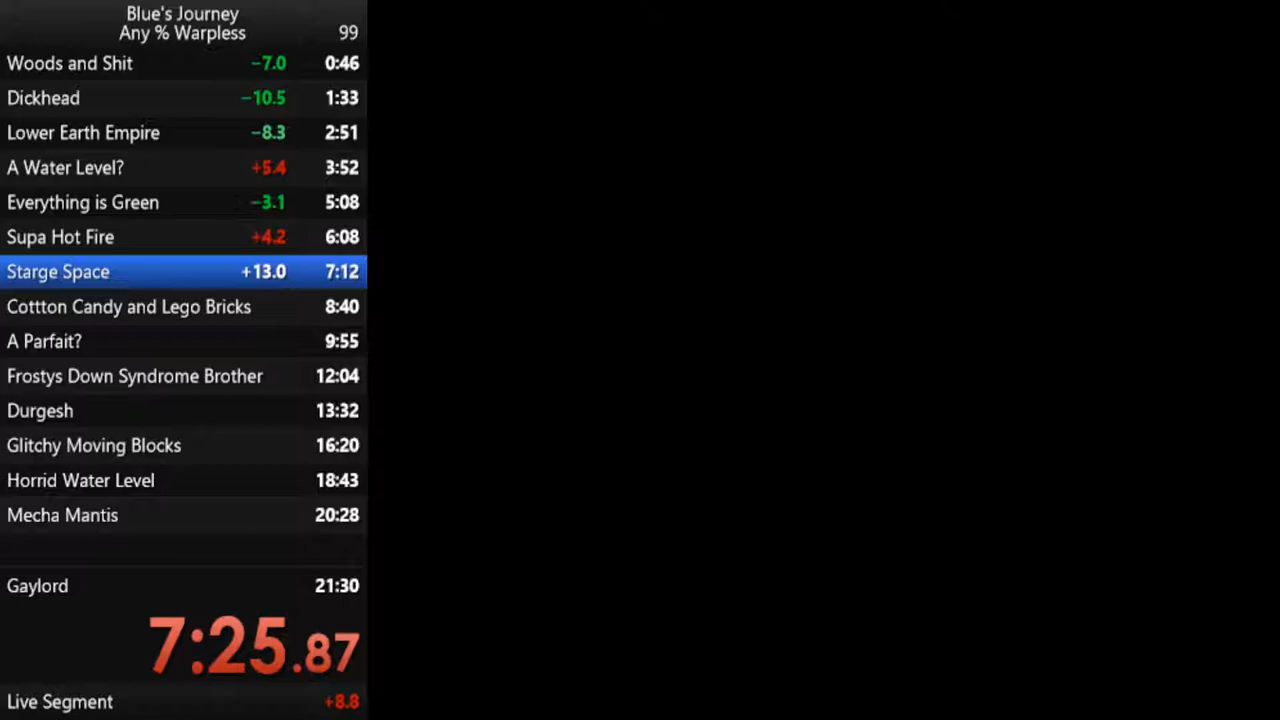 Blue's Journey
Any % Warpless 99
Woods and Shit −7.0 0:46
Dickhead −10.5 1:33
Lower Earth Empire −8.3 2:51
A Water Level? +5.4 3:52
Everything is Green −3.1 5:08
Supa Hot Fire +4.2 6:08
Starge Space +13.0 7:12
Cottton Candy and Lego Bricks 8:40
A Parfait? 9:55
Frostys Down Syndrome Brother 12:04
Durgesh 13:32
Glitchy Moving Blocks 16:20
Horrid Water Level 18:43
Mecha Mantis 20:28
Gaylord 21:30
7:25.87
Live Segment +8.8